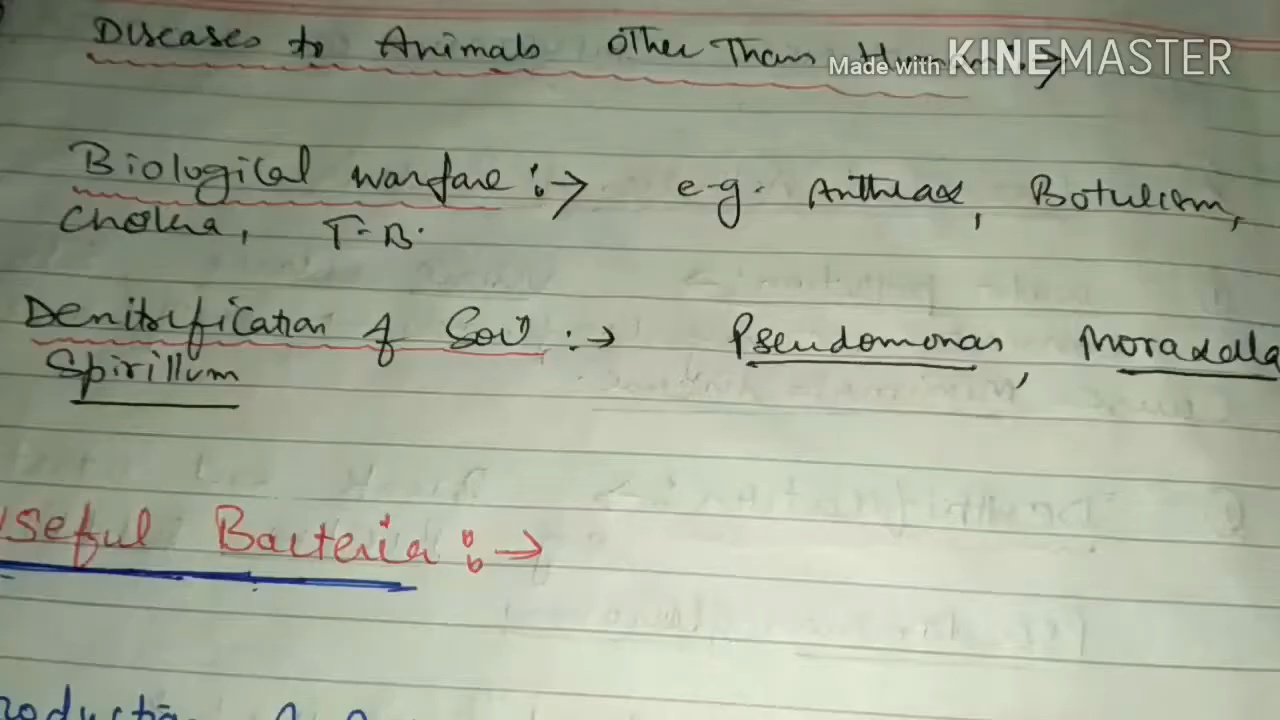 Diseases to Animals other Than
Made with KINEMASTER
Biological warfare :→ e.g. Anthrax, Botulism,
Cholera, T.B.
Denitrification of Soil :→ Pseudomonas, Moraxella
Spirillum
Useful Bacteria :→